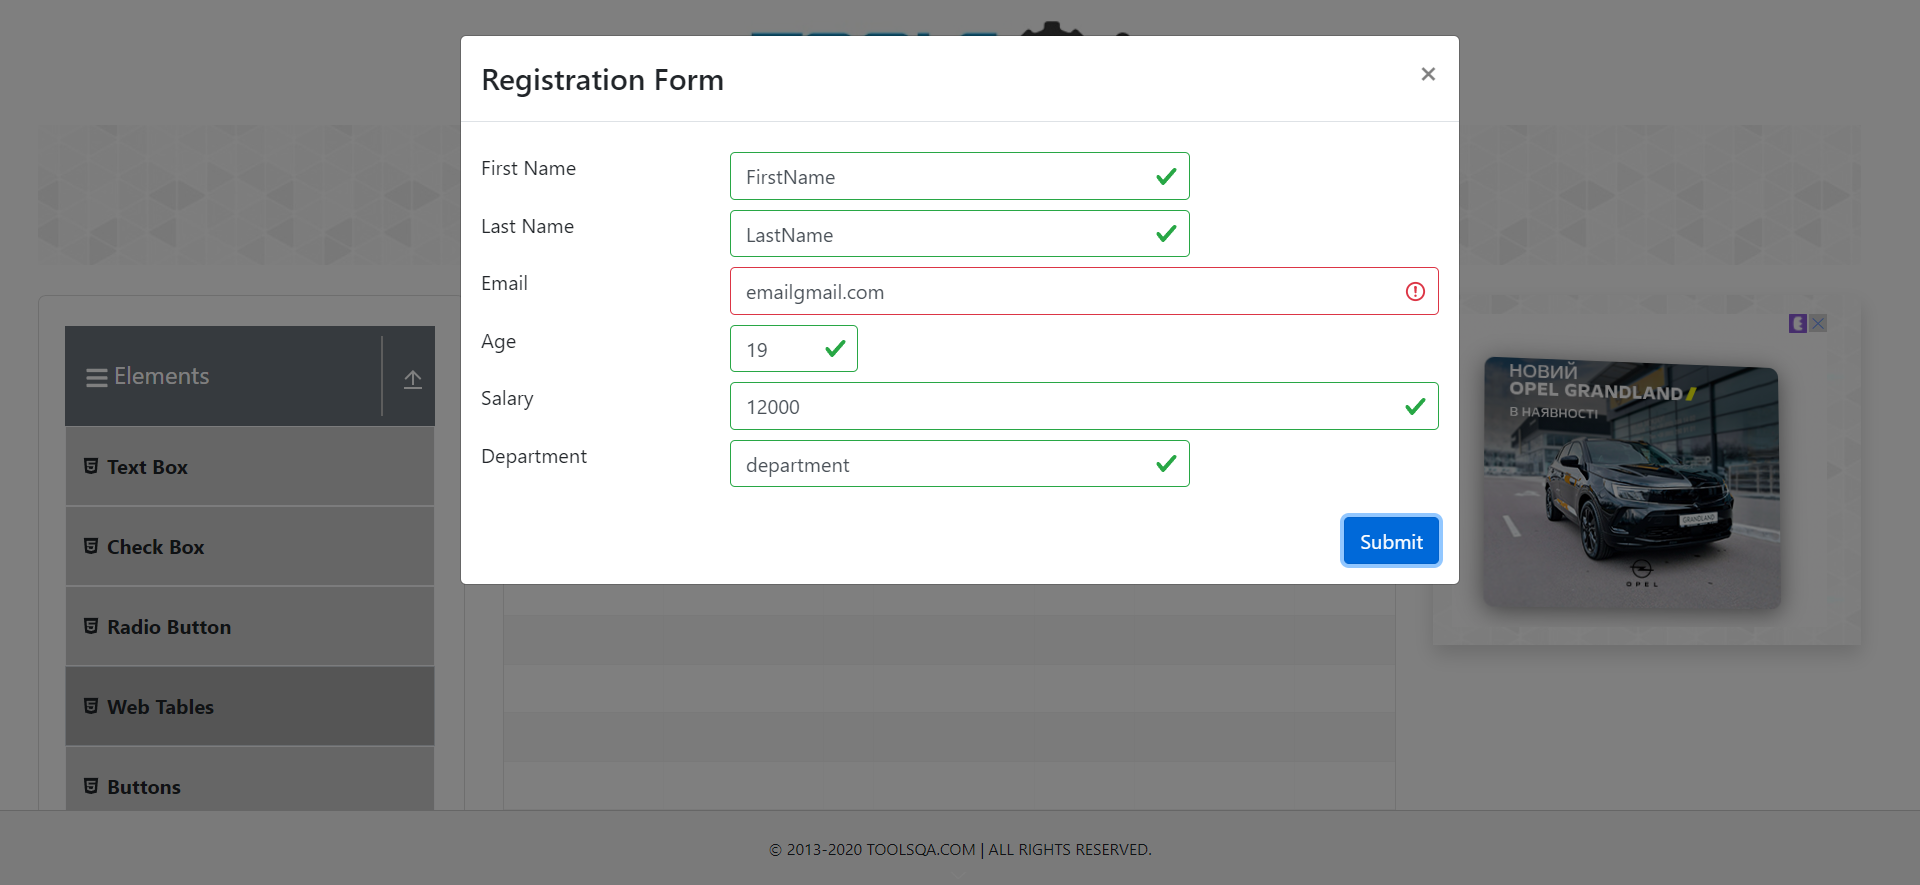 Registration Form
×
First Name
FirstName
Last Name
LastName
Email
emailgmail.com
Age
19
Salary
12000
Department
department
Submit
Elements
Text Box
Check Box
Radio Button
Web Tables
Buttons
НОВИЙ
OPEL GRANDLAND
В НАЯВНОСТІ
GRANDLAND
OPEL
© 2013-2020 TOOLSQA.COM | ALL RIGHTS RESERVED.